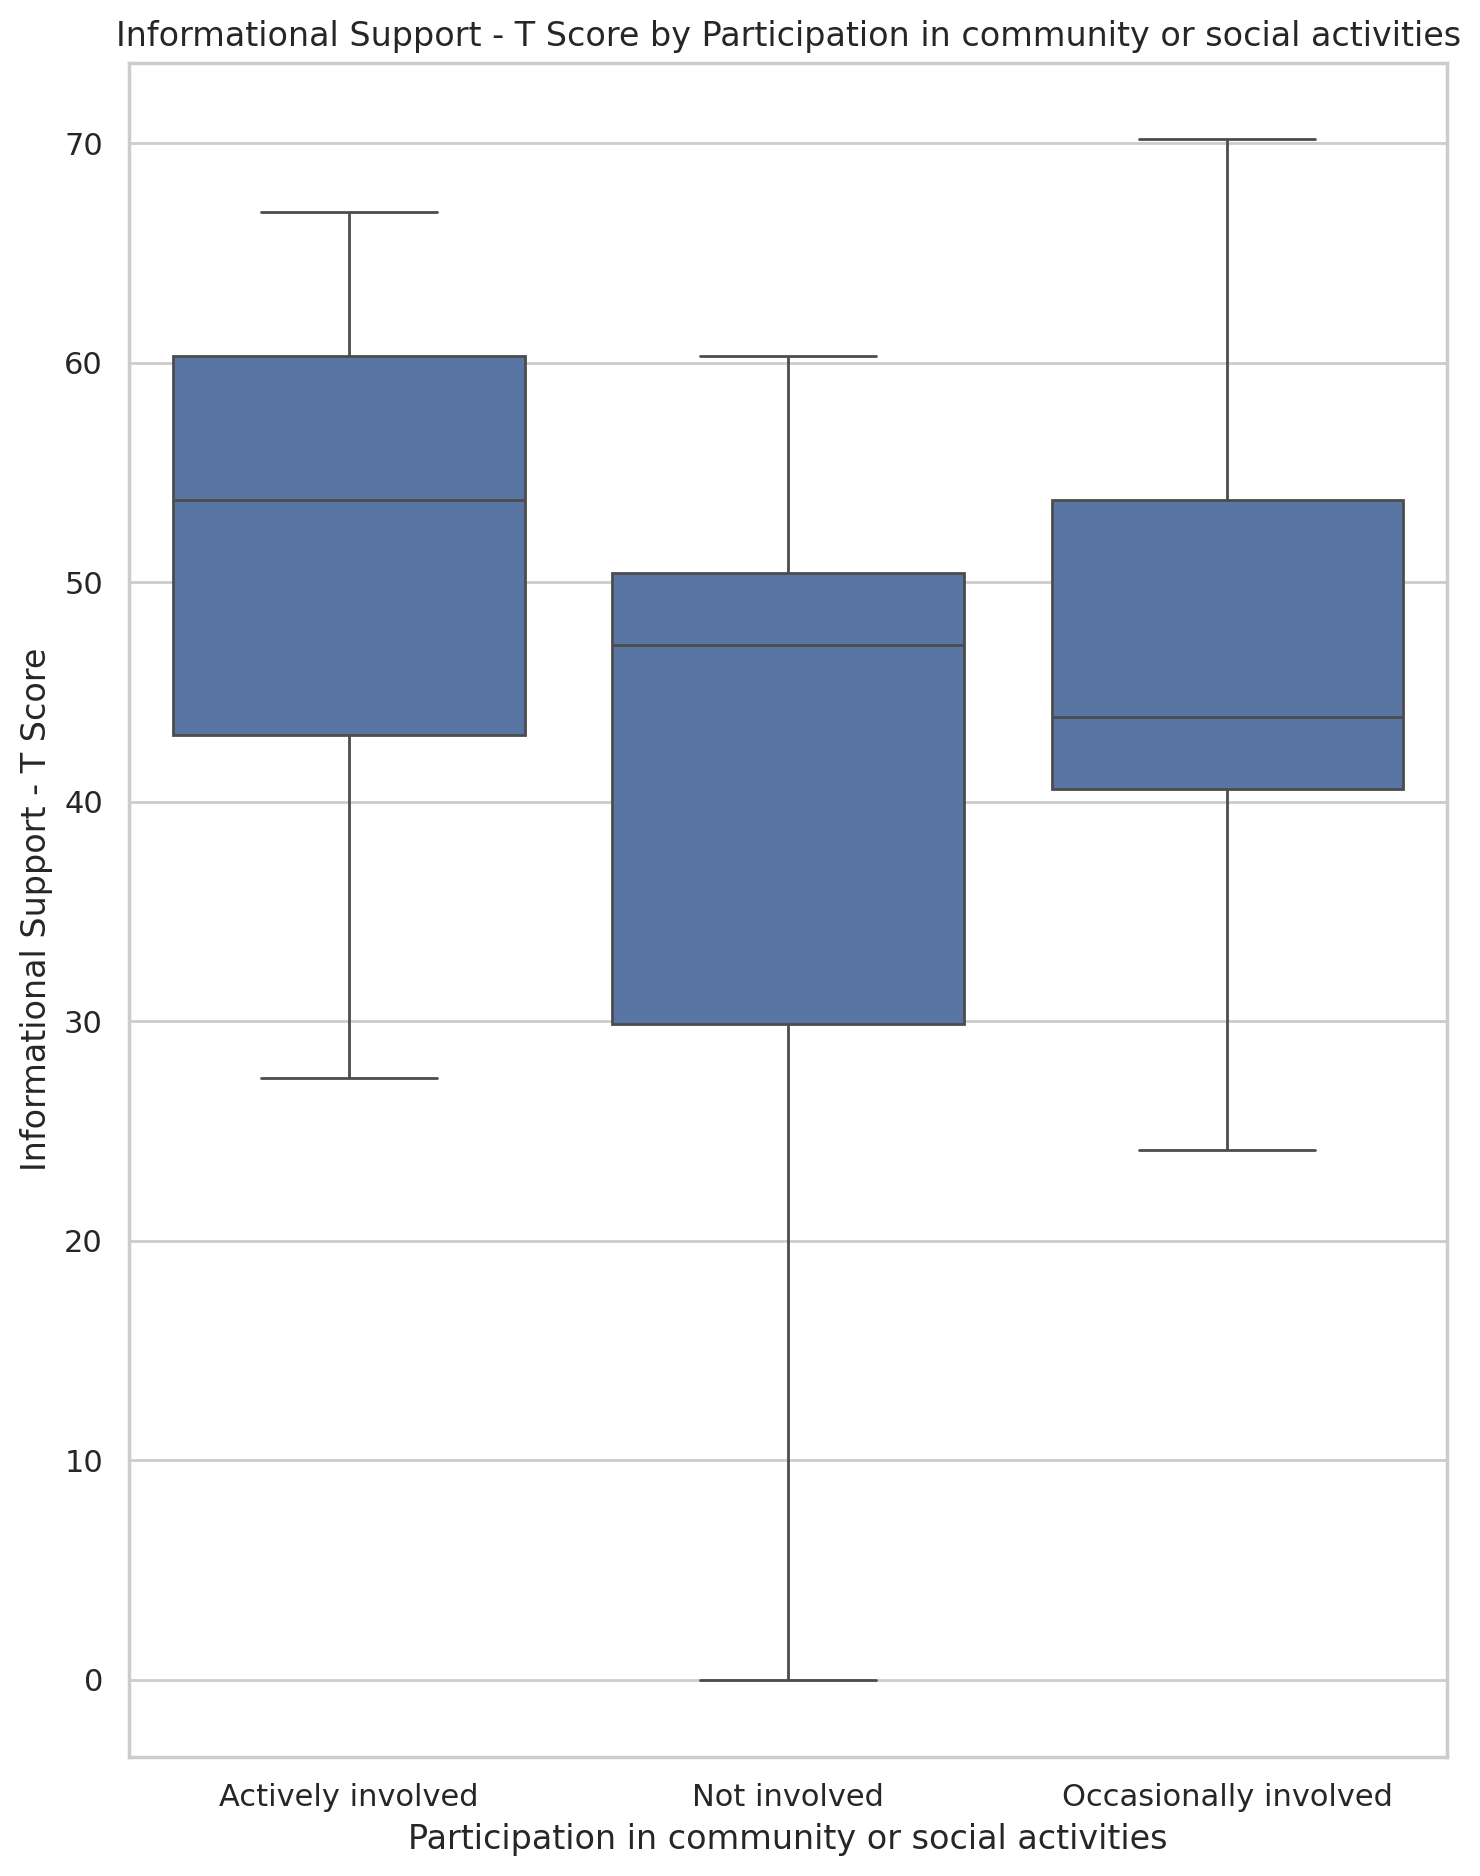 Informational Support - T Score by Participation in community or social activities
Informational Support - T Score
70
60
50
40
30
20
10
0
Actively involved
Not involved
Occasionally involved
Participation in community or social activities